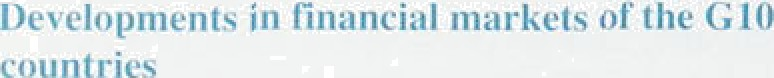 Developments in financial markets of the G10
countries